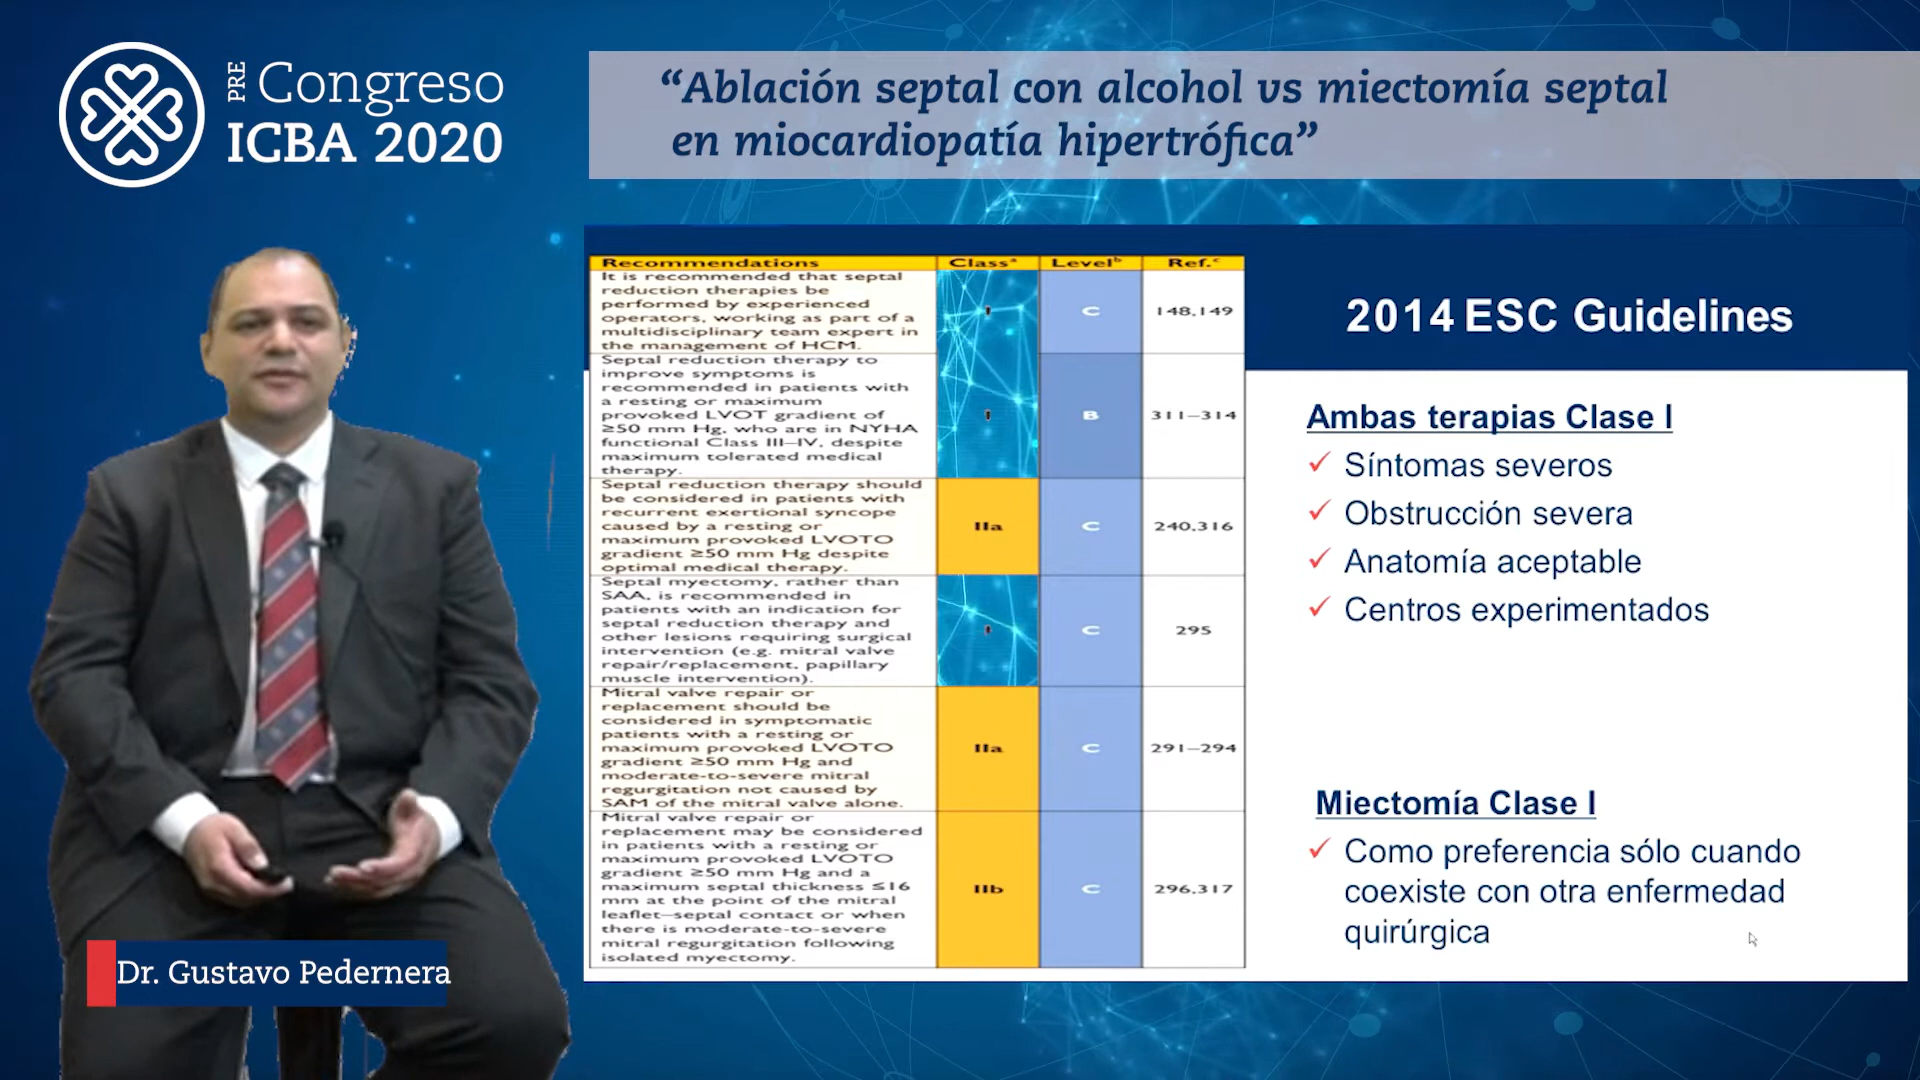 PRE Congreso
ICBA 2020
“Ablación septal con alcohol vs miectomía septal
en miocardiopatía hipertrófica”
Recommendations Classᵃ Levelᵇ Ref.ᶜ
It is recommended that septal
reduction therapies be
performed by experienced
operators, working as part of a
multidisciplinary team expert in
the management of HCM.
I C 148,149
Septal reduction therapy to
improve symptoms is
recommended in patients with
a resting or maximum
provoked LVOT gradient of
≥50 mm Hg, who are in NYHA
functional Class III–IV, despite
maximum tolerated medical
therapy.
I B 311–314
Septal reduction therapy should
be considered in patients with
recurrent exertional syncope
caused by a resting or
maximum provoked LVOTO
gradient ≥50 mm Hg despite
optimal medical therapy.
IIa C 240,316
Septal myectomy, rather than
SAA, is recommended in
patients with an indication for
septal reduction therapy and
other lesions requiring surgical
intervention (e.g. mitral valve
repair/replacement, papillary
muscle intervention).
I C 295
Mitral valve repair or
replacement should be
considered in symptomatic
patients with a resting or
maximum provoked LVOTO
gradient ≥50 mm Hg and
moderate-to-severe mitral
regurgitation not caused by
SAM of the mitral valve alone.
IIa C 291–294
Mitral valve repair or
replacement may be considered
in patients with a resting or
maximum provoked LVOTO
gradient ≥50 mm Hg and a
maximum septal thickness ≤16
mm at the point of the mitral
leaflet–septal contact or when
there is moderate-to-severe
mitral regurgitation following
isolated myectomy.
IIb C 296,317
2014 ESC Guidelines
Ambas terapias Clase I
✓ Síntomas severos
✓ Obstrucción severa
✓ Anatomía aceptable
✓ Centros experimentados
Miectomía Clase I
✓ Como preferencia sólo cuando
coexiste con otra enfermedad
quirúrgica
Dr. Gustavo Pedernera